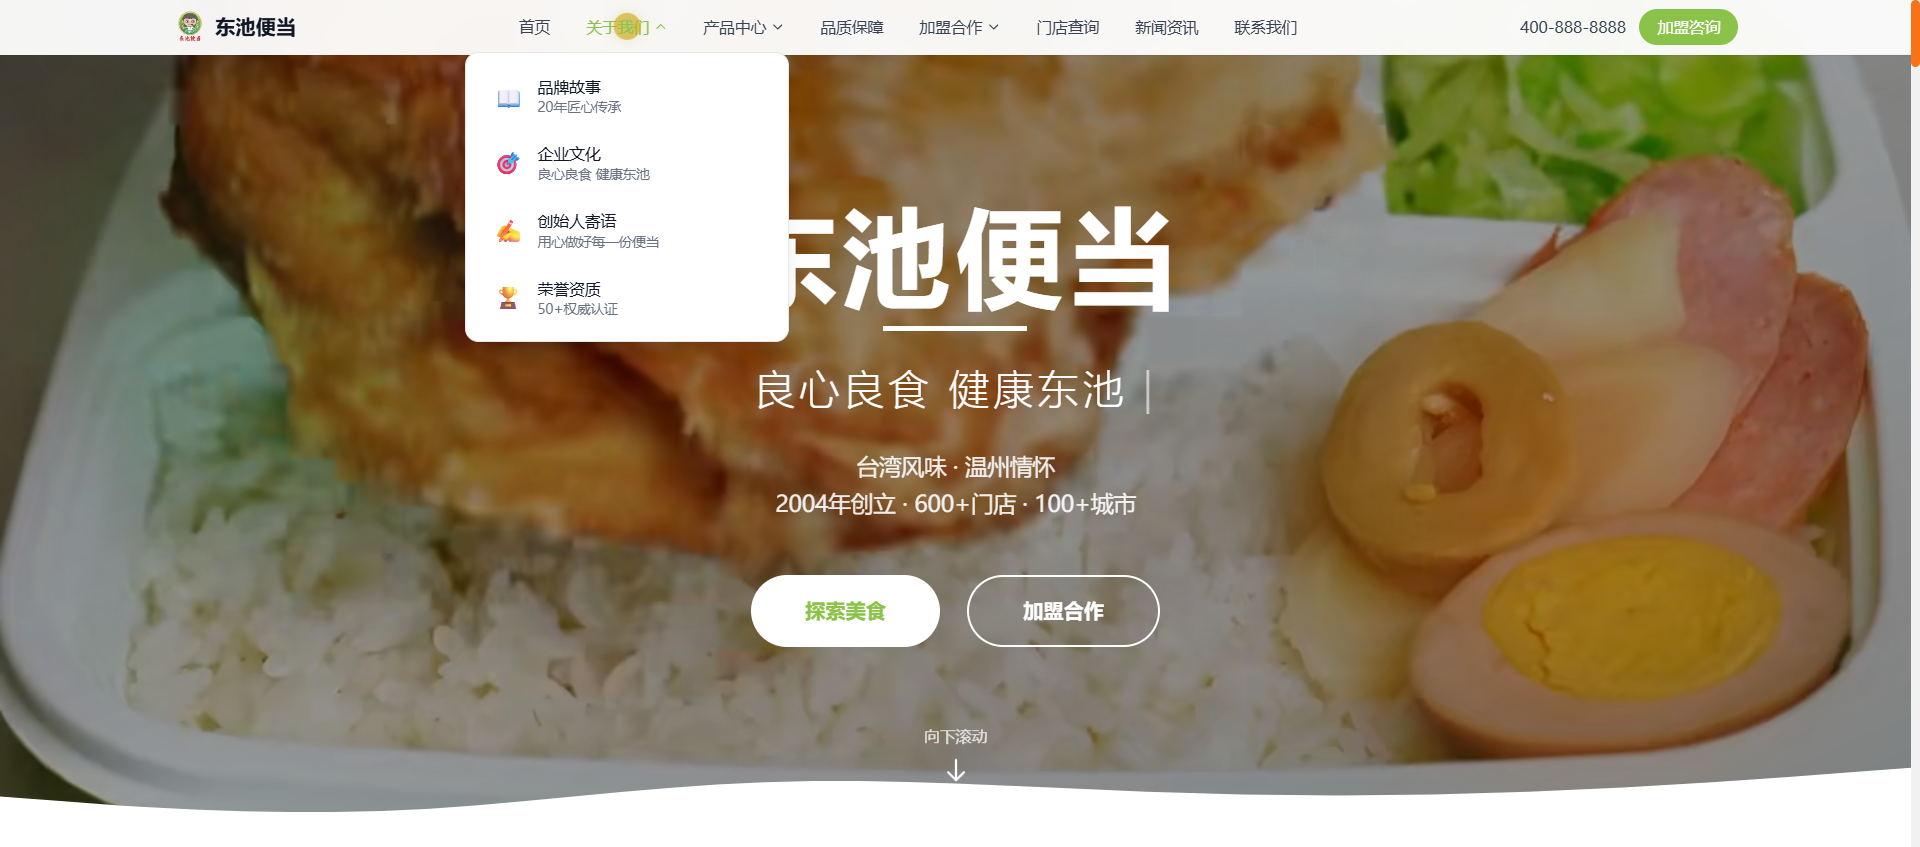 东池便当
首页
关于我们
产品中心
品质保障
加盟合作
门店查询
新闻资讯
联系我们
400-888-8888
加盟咨询
品牌故事
20年匠心传承
企业文化
良心良食 健康东池
创始人寄语
用心做好每一份便当
荣誉资质
50+权威认证
东池便当
良心良食 健康东池
台湾风味 · 温州情怀
2004年创立 · 600+门店 · 100+城市
探索美食
加盟合作
向下滚动